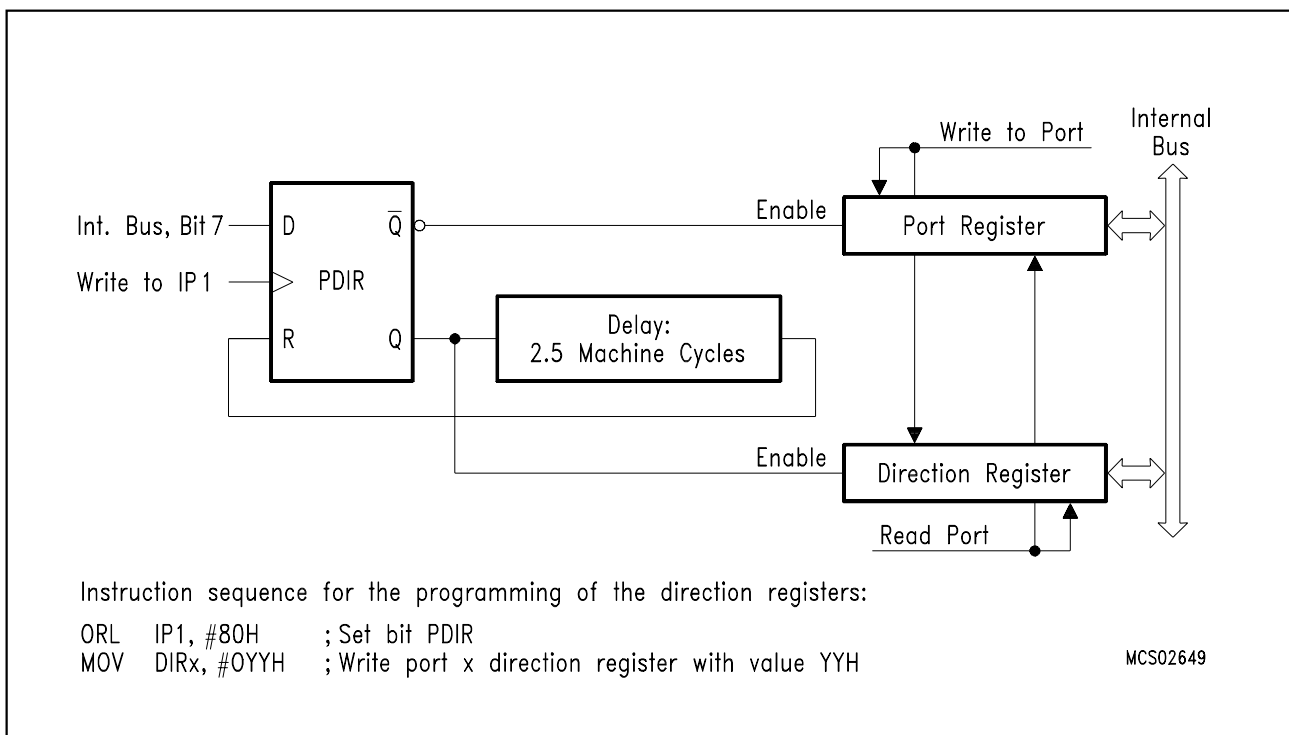 Write to Port
Internal
Bus
Int. Bus, Bit 7
D
Q
Enable
Port Register
Write to IP1
PDIR
R
Q
Delay:
2.5 Machine Cycles
Enable
Direction Register
Read Port
Instruction sequence for the programming of the direction registers:
ORL IP1, #80H ; Set bit PDIR
MOV DIRx, #0YYH ; Write port x direction register with value YYH
MCS02649